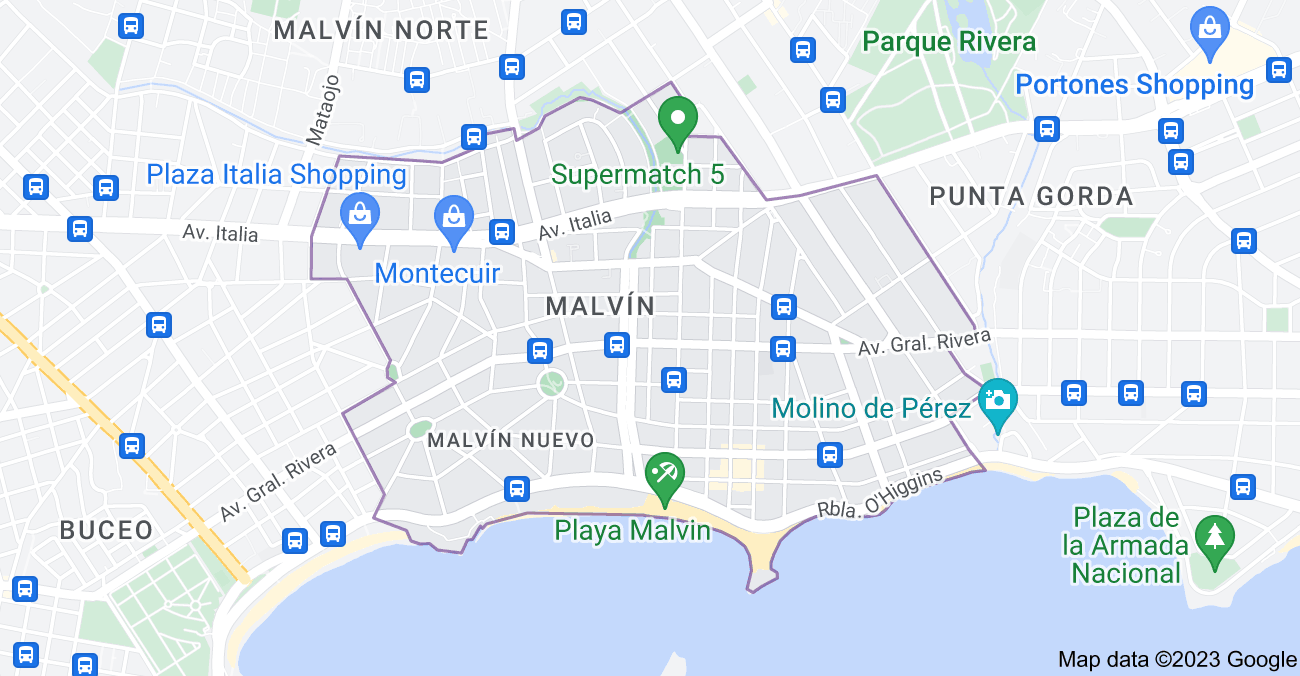 MALVÍN NORTE
Parque Rivera
Portones Shopping
Mataojo
Plaza Italia Shopping
Supermatch 5
PUNTA GORDA
Av. Italia
Av. Italia
Montecuir
MALVÍN
Av. Gral. Rivera
Molino de Pérez
MALVÍN NUEVO
Av. Gral. Rivera
Rbla. O'Higgins
BUCEO
Playa Malvin
Plaza de
la Armada
Nacional
Map data ©2023 Google